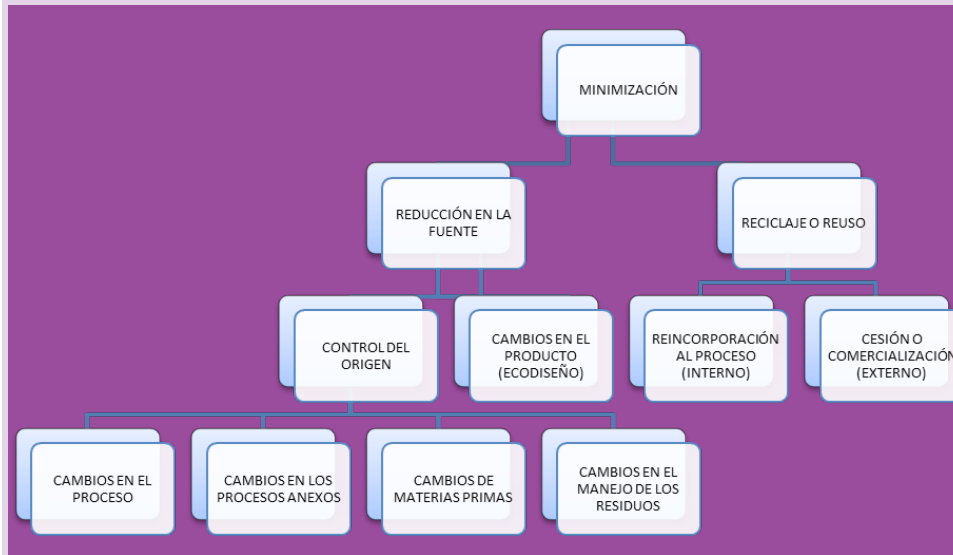 MINIMIZACIÓN
REDUCCIÓN EN LA
FUENTE
RECICLAJE O REUSO
CONTROL DEL
ORIGEN
CAMBIOS EN EL
PRODUCTO
(ECODISEÑO)
REINCORPORACIÓN
AL PROCESO
(INTERNO)
CESIÓN O
COMERCIALIZACIÓN
(EXTERNO)
CAMBIOS EN EL
PROCESO
CAMBIOS EN LOS
PROCESOS ANEXOS
CAMBIOS DE
MATERIAS PRIMAS
CAMBIOS EN EL
MANEJO DE LOS
RESIDUOS